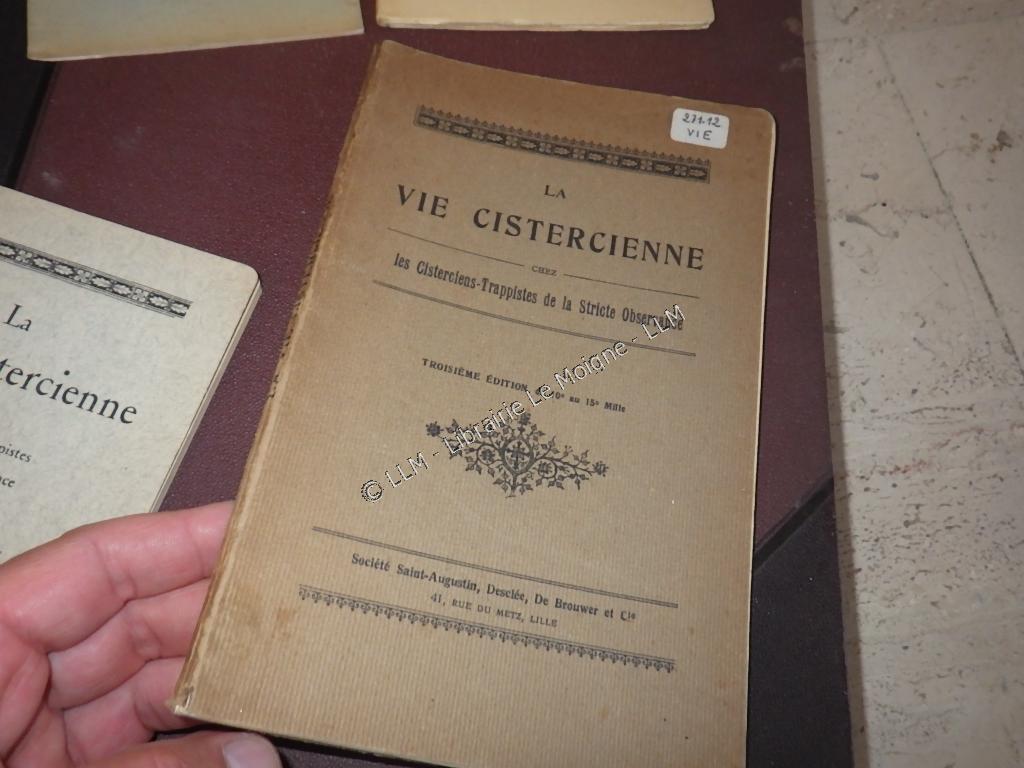 271.12
VIE
LA
VIE CISTERCIENNE
CHEZ
les Cisterciens-Trappistes de la Stricte Observance
TROISIÈME ÉDITION au 15e Mille
Société Saint-Augustin, Desclée, De Brouwer et Cie
41, RUE DU METZ, LILLE
La
tercienne
pistes
nce
© LLM - Librairie Le Moigne - LLM